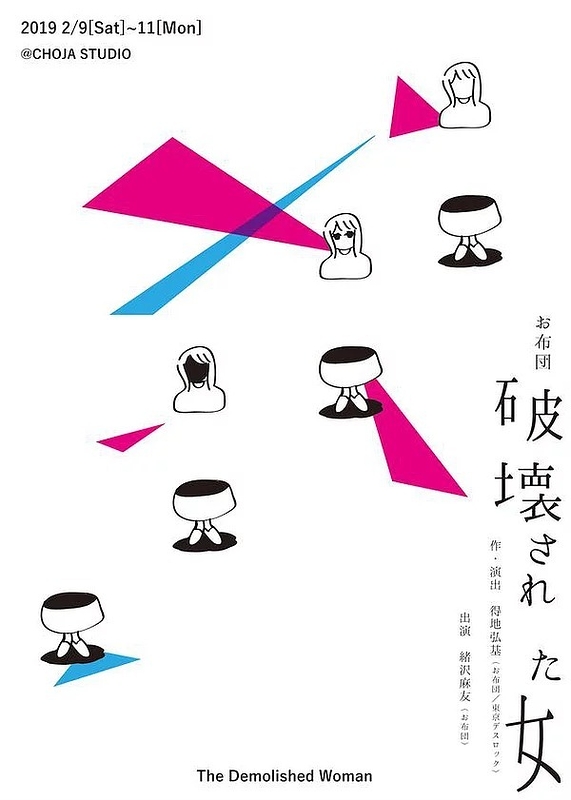 2019 2/9[Sat]~11[Mon]
@CHOJA STUDIO
お布団
破壊された女
作・演出　得地弘基（お布団／東京デスロック）
出演　緒沢麻友（お布団）
The Demolished Woman